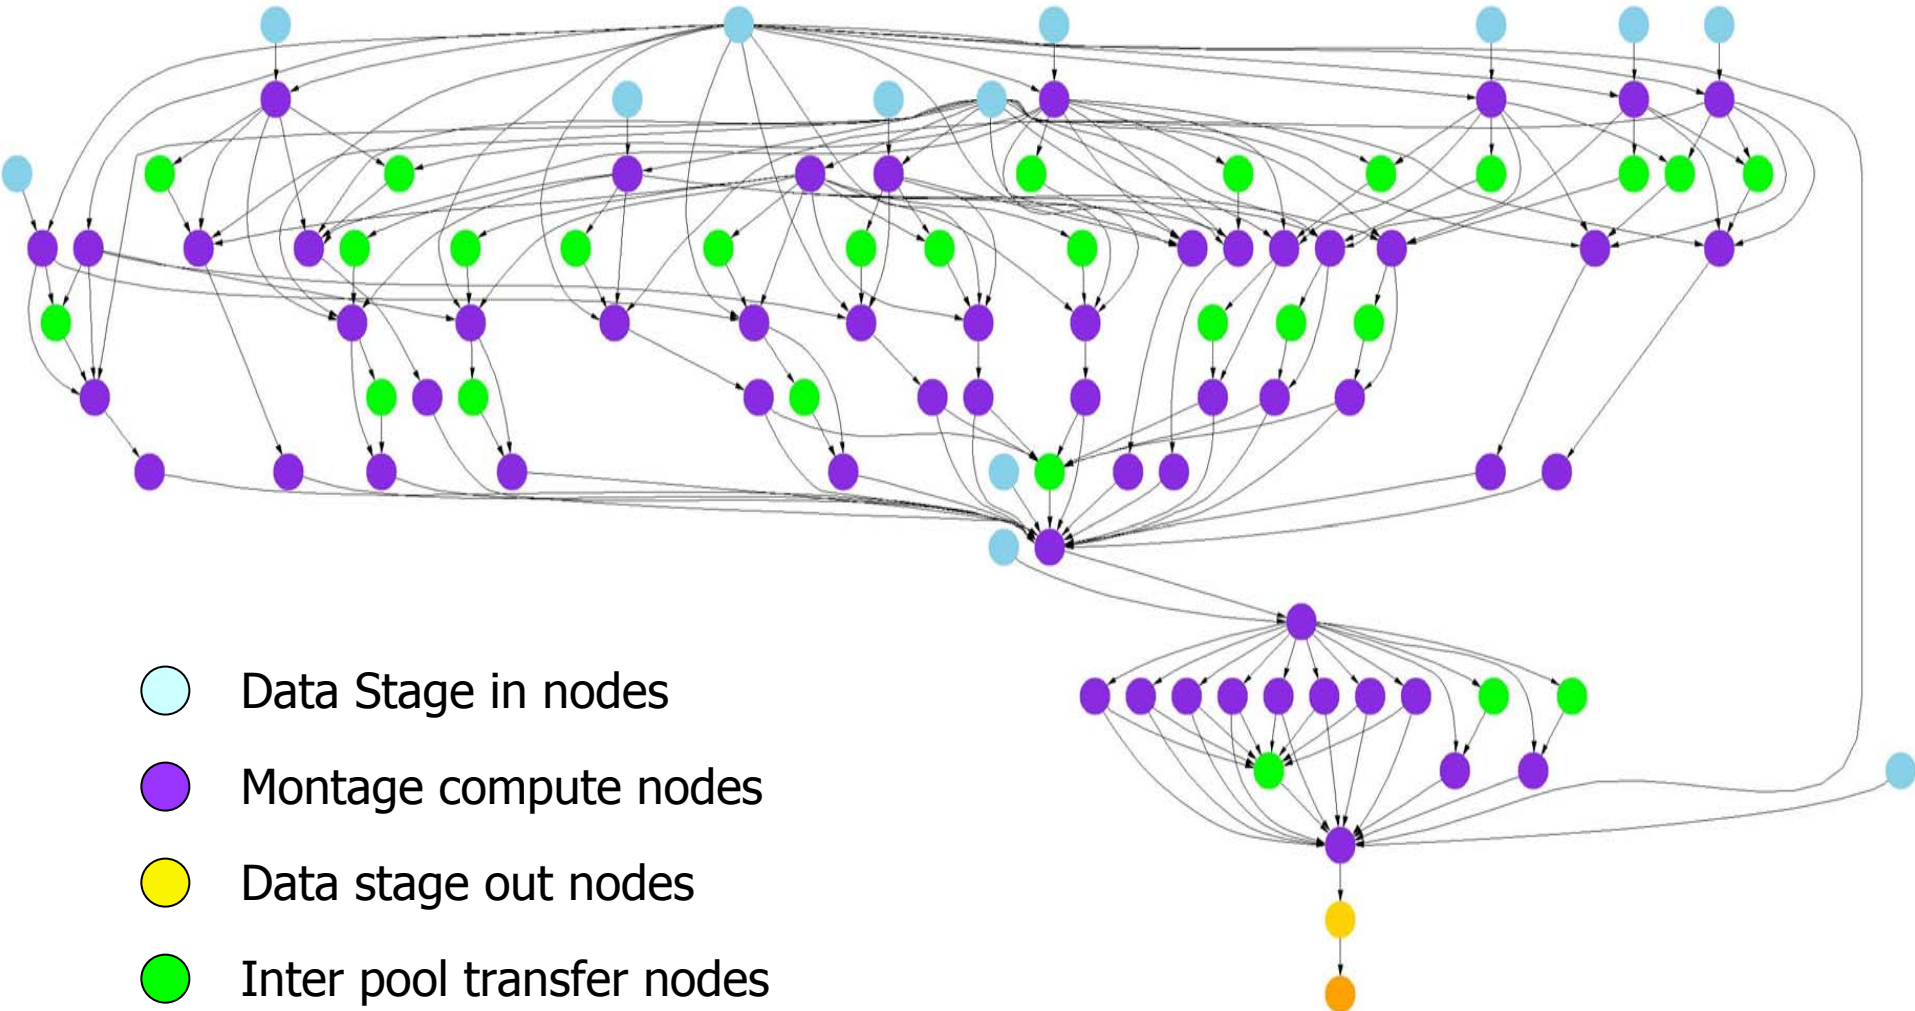 Data Stage in nodes
Montage compute nodes
Data stage out nodes
Inter pool transfer nodes